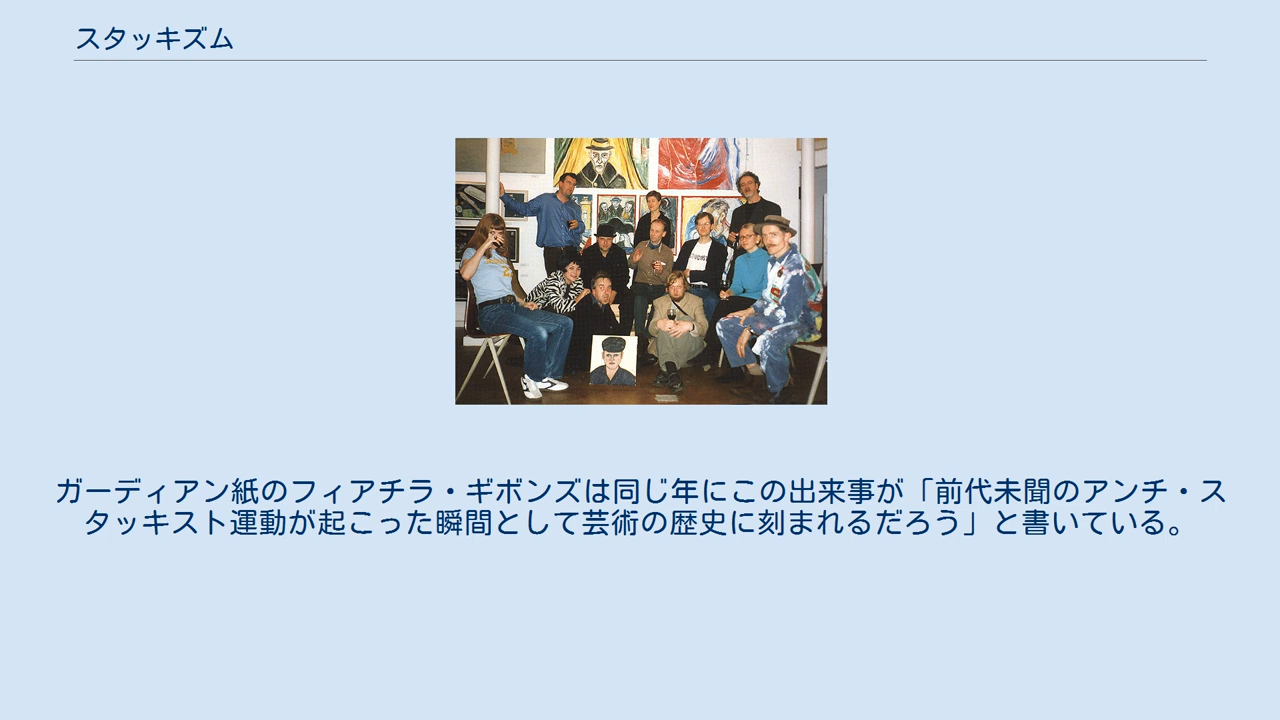 スタッキズム
ガーディアン紙のフィアチラ・ギボンズは同じ年にこの出来事が「前代未聞のアンチ・ス
タッキスト運動が起こった瞬間として芸術の歴史に刻まれるだろう」と書いている。